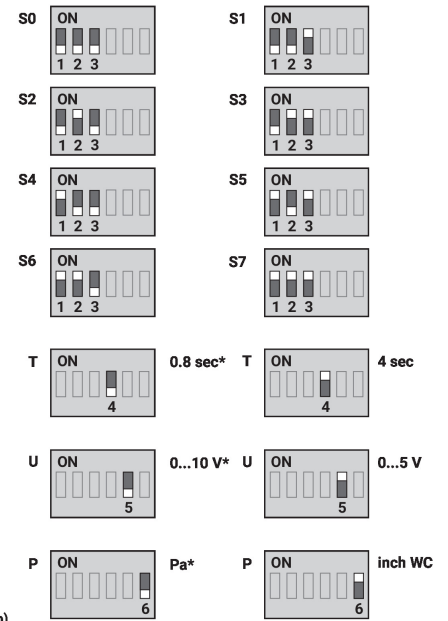 S0 ON S1 ON
1 2 3 1 2 3
S2 ON S3 ON
1 2 3 1 2 3
S4 ON S5 ON
1 2 3 1 2 3
S6 ON S7 ON
1 2 3 1 2 3
T ON 0.8 sec* T ON 4 sec
4 4
U ON 0...10 V* U ON 0...5 V
5 5
P ON Pa* P ON inch WC
6 6